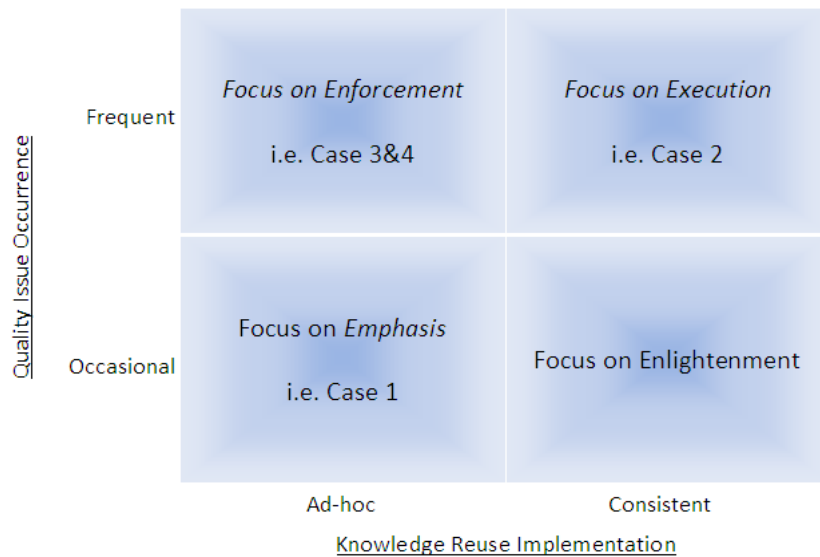 Focus on Enforcement
Focus on Execution
Frequent
i.e. Case 3&4
i.e. Case 2
Quality Issue Occurrence
Focus on Emphasis
Occasional
Focus on Enlightenment
i.e. Case 1
Ad-hoc
Consistent
Knowledge Reuse Implementation